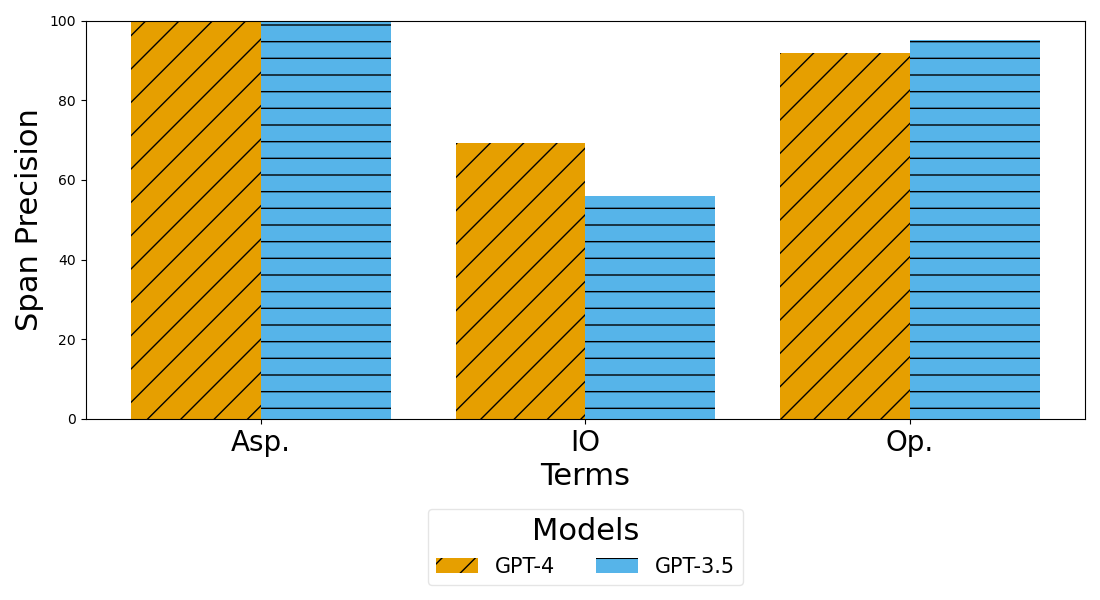 100
80
60
40
20
0
Span Precision
Asp. IO Op.
Terms
Models
GPT-4 GPT-3.5